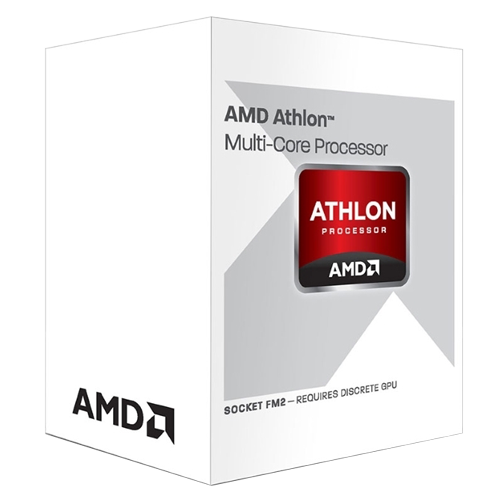 AMD Athlon™
Multi-Core Processor
ATHLON
PROCESSOR
AMD
SOCKET FM2 – REQUIRES DISCRETE GPU
AMD